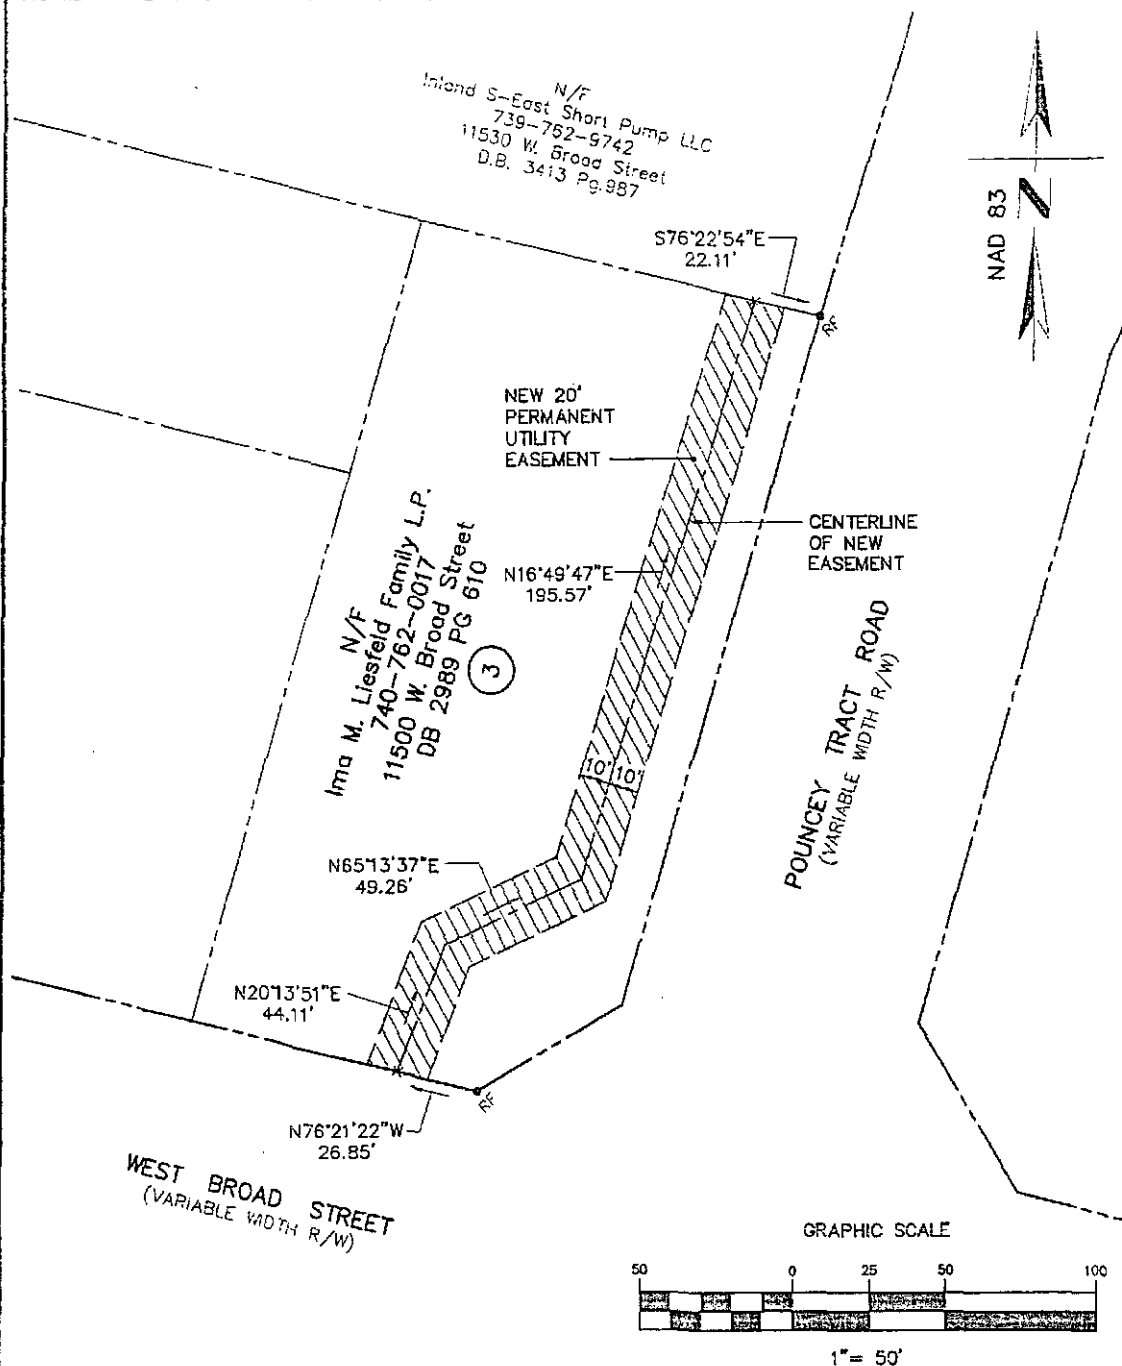 N/F
Inland S-East Short Pump LLC
739-762-9742
11530 W. Broad Street
D.B. 3413 Pg.987
S76°22'54"E
22.11'
RF
NAD 83
N
NEW 20'
PERMANENT
UTILITY
EASEMENT
CENTERLINE
OF NEW
EASEMENT
N16°49'47"E
195.57'
N/F
Ima M. Liesfeld Family L.P.
740-762-0017
11500 W. Broad Street
DB 2989 PG 610
3
POUNCEY TRACT ROAD
(VARIABLE WIDTH R/W)
10' 10'
N65°13'37"E
49.26'
N20°13'51"E
44.11'
RF
N76°21'22"W
26.85'
WEST BROAD STREET
(VARIABLE WIDTH R/W)
GRAPHIC SCALE
50 0 25 50 100
1"= 50'